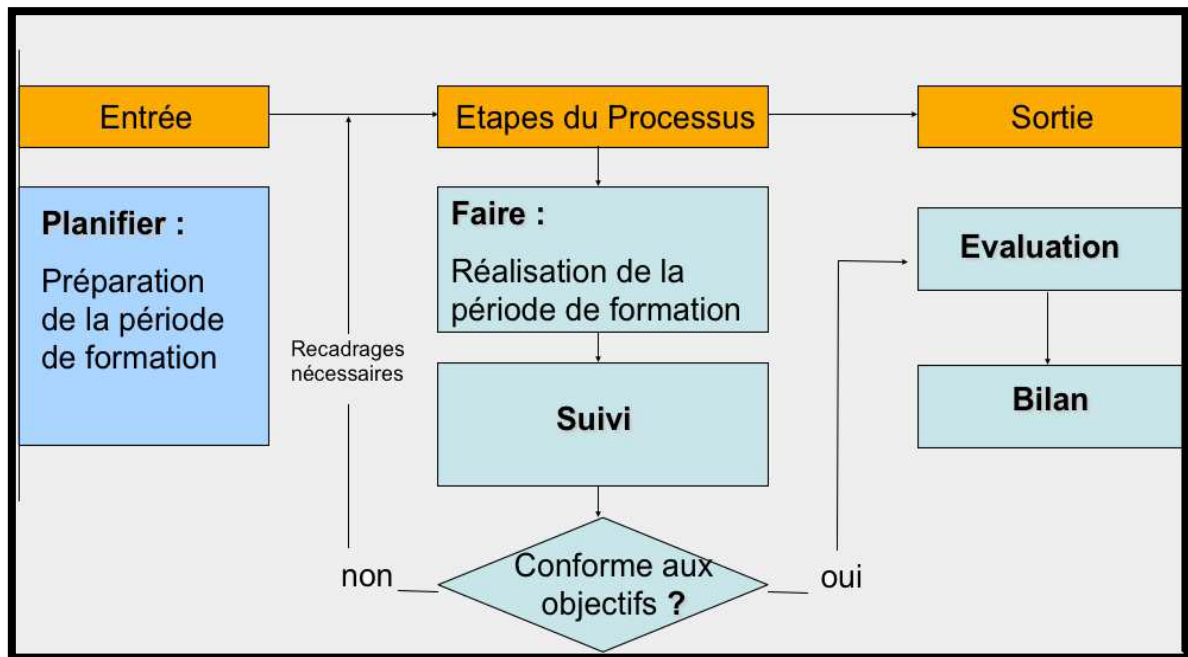 Entrée
Etapes du Processus
Sortie
Planifier :
Préparation
de la période
de formation
Recadrages
nécessaires
Faire :
Réalisation de la
période de formation
Suivi
Conforme aux
objectifs ?
non
oui
Evaluation
Bilan